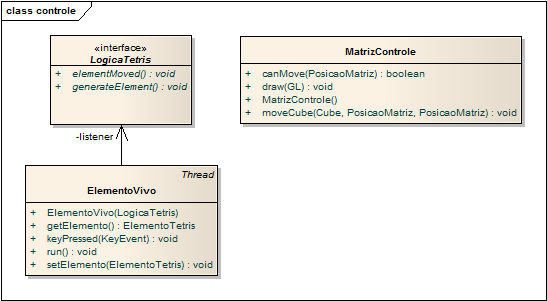 class controle
«interface»
LogicaTetris
+ elementMoved() : void
+ generateElement() : void
MatrizControle
+ canMove(PosicaoMatriz) : boolean
+ draw(GL) : void
+ MatrizControle()
+ moveCube(Cube, PosicaoMatriz, PosicaoMatriz) : void
-listener
Thread
ElementoVivo
+ ElementoVivo(LogicaTetris)
+ getElemento() : ElementoTetris
+ keyPressed(KeyEvent) : void
+ run() : void
+ setElemento(ElementoTetris) : void